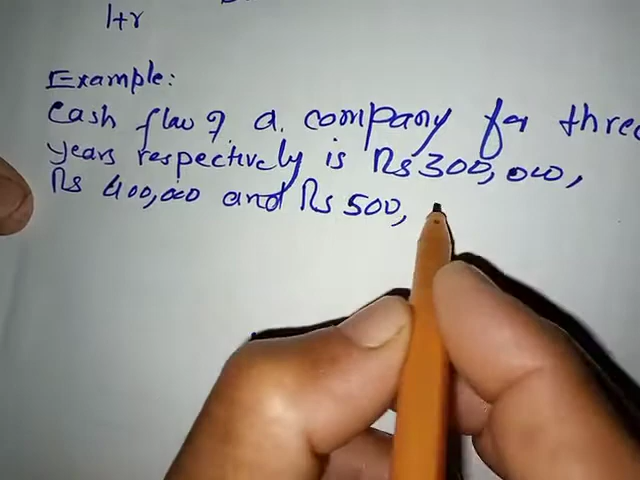 1+r
Example:
Cash flow of a company for three
years respectively is Rs 300,000,
Rs 400,000 and Rs 500,